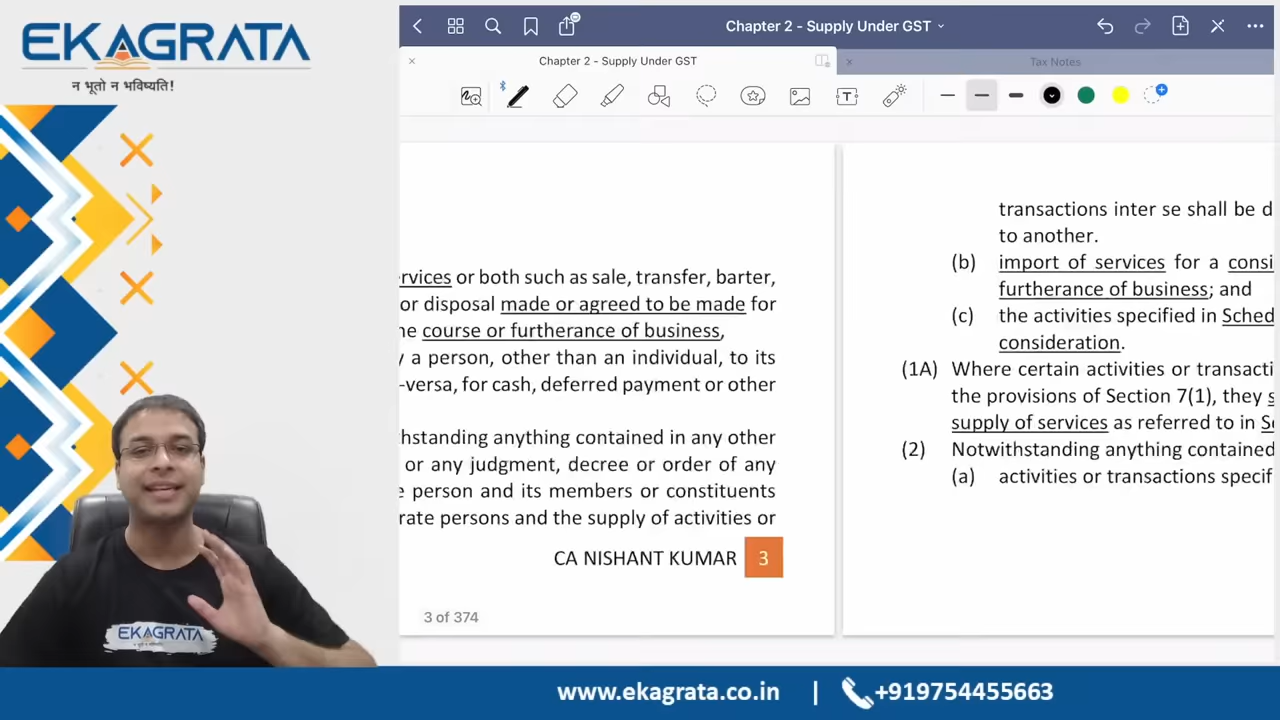 EKAGRATA
न भूतो न भविष्यति!
Chapter 2 - Supply Under GST
Chapter 2 - Supply Under GST
Tax Notes
ervices or both such as sale, transfer, barter,
or disposal made or agreed to be made for
course or furtherance of business,
a person, other than an individual, to its
-versa, for cash, deferred payment or other
hstanding anything contained in any other
or any judgment, decree or order of any
person and its members or constituents
rate persons and the supply of activities or
CA NISHANT KUMAR 3
3 of 374
transactions inter se shall be d
to another.
(b) import of services for a consi
furtherance of business; and
(c) the activities specified in Sched
consideration.
(1A) Where certain activities or transacti
the provisions of Section 7(1), they s
supply of services as referred to in Sc
(2) Notwithstanding anything contained
(a) activities or transactions specif
EKAGRATA
www.ekagrata.co.in | +919754455663